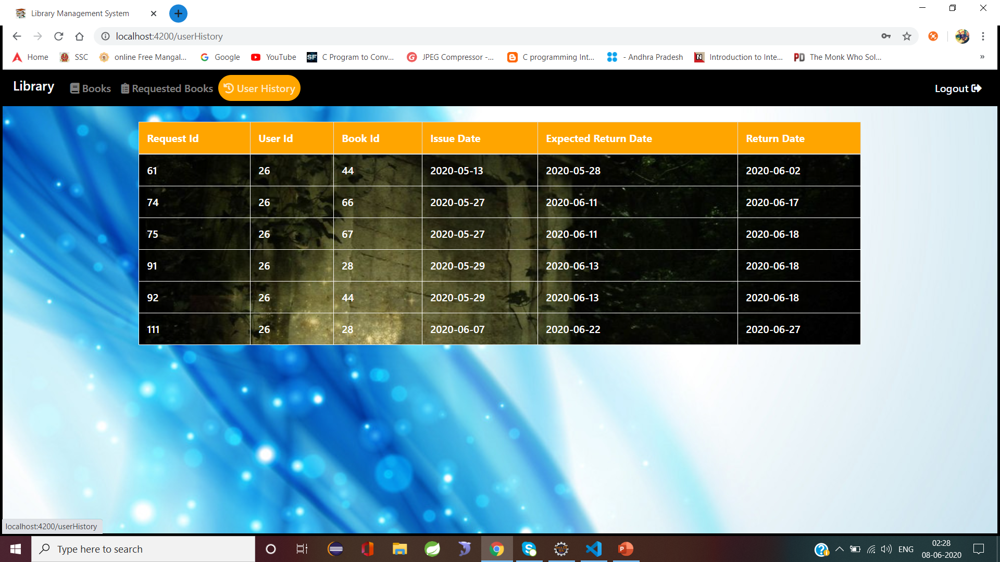 Library Management System
localhost:4200/userHistory
Home SSC online Free Mangal... Google YouTube SF C Program to Conv... G JPEG Compressor -... C programming Int... - Andhra Pradesh N Introduction to Inte... PD The Monk Who Sol... »
Library Books Requested Books User History Logout
Request Id User Id Book Id Issue Date Expected Return Date Return Date
61 26 44 2020-05-13 2020-05-28 2020-06-02
74 26 66 2020-05-27 2020-06-11 2020-06-17
75 26 67 2020-05-27 2020-06-11 2020-06-18
91 26 28 2020-05-29 2020-06-13 2020-06-18
92 26 44 2020-05-29 2020-06-13 2020-06-18
111 26 28 2020-06-07 2020-06-22 2020-06-27
localhost:4200/userHistory
Type here to search ENG 02:28
08-06-2020